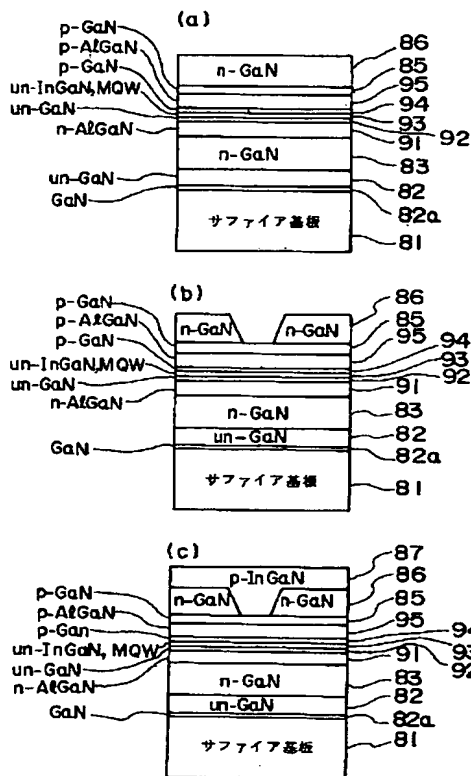 (a)
p-GaN
p-AlGaN
p-GaN
un-InGaN,MQW
un-GaN
n-AlGaN
un-GaN
GaN
n-GaN
n-GaN
サファイア基板
86
85
95
94
93
92
91
83
82
82a
81
(b)
p-GaN
p-AlGaN
p-GaN
un-InGaN,MQW
un-GaN
n-AlGaN
GaN
n-GaN n-GaN
n-GaN
un-GaN
サファイア基板
86
85
95
94
93
92
91
83
82
82a
81
(c)
p-GaN
p-AlGaN
p-Gan
un-InGaN, MQW
un-GaN
n-AlGaN
GaN
p-InGaN
n-GaN n-GaN
n-GaN
un-GaN
サファイア基板
87
86
85
95
94
93
92
91
83
82
82a
81